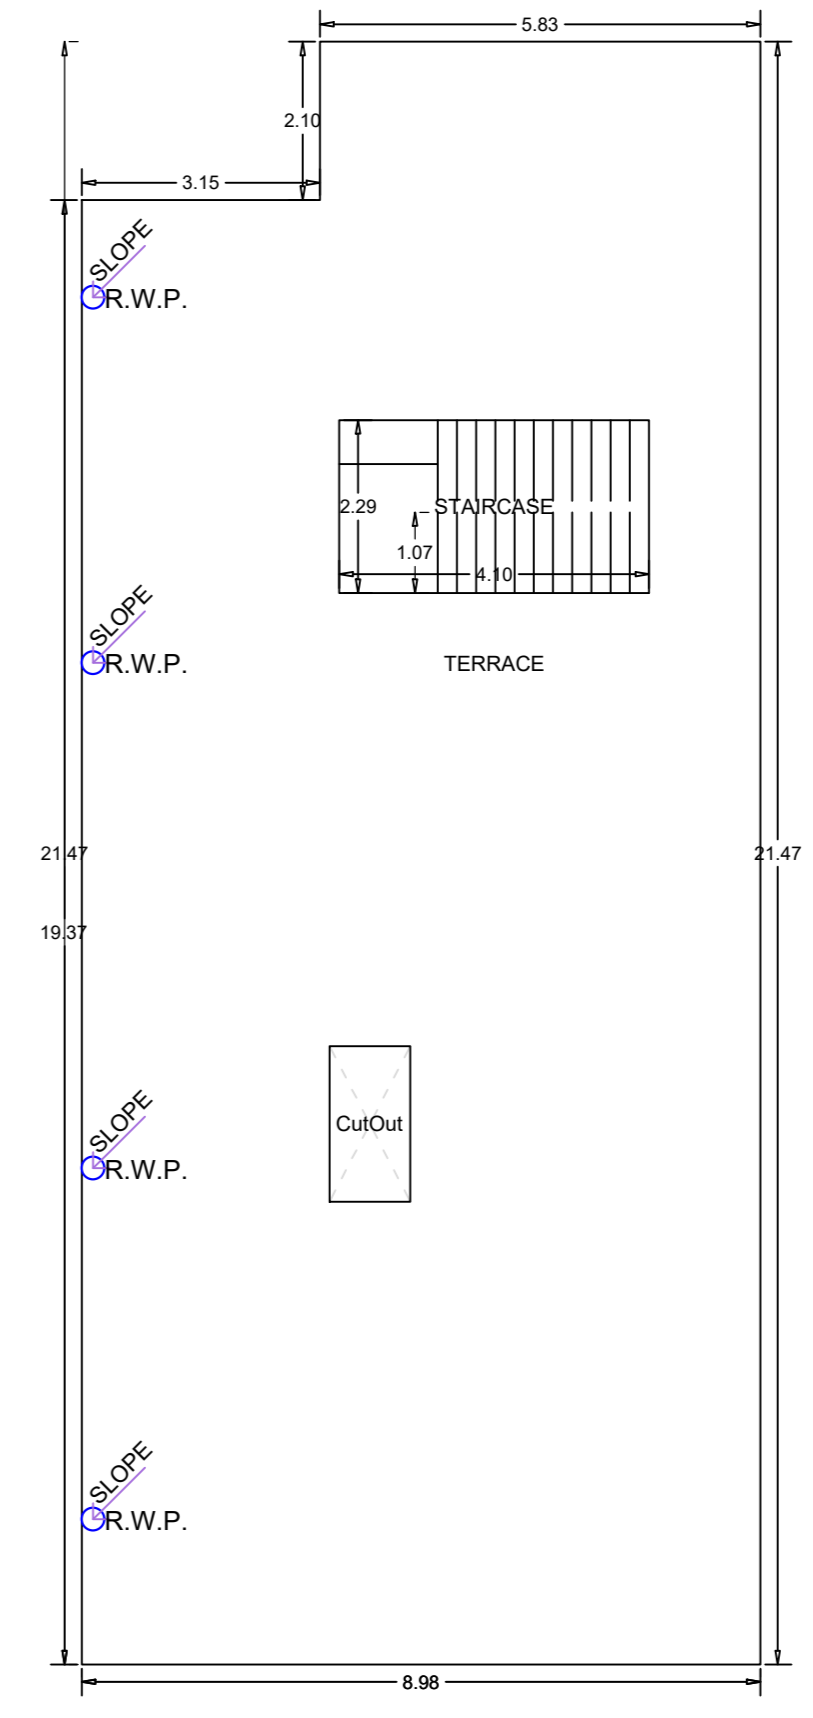 5.83
2.10
3.15
SLOPE
R.W.P.
2.29
STAIRCASE
1.07
4.10
SLOPE
R.W.P.
TERRACE
21.47
21.47
19.37
CutOut
SLOPE
R.W.P.
SLOPE
R.W.P.
8.98